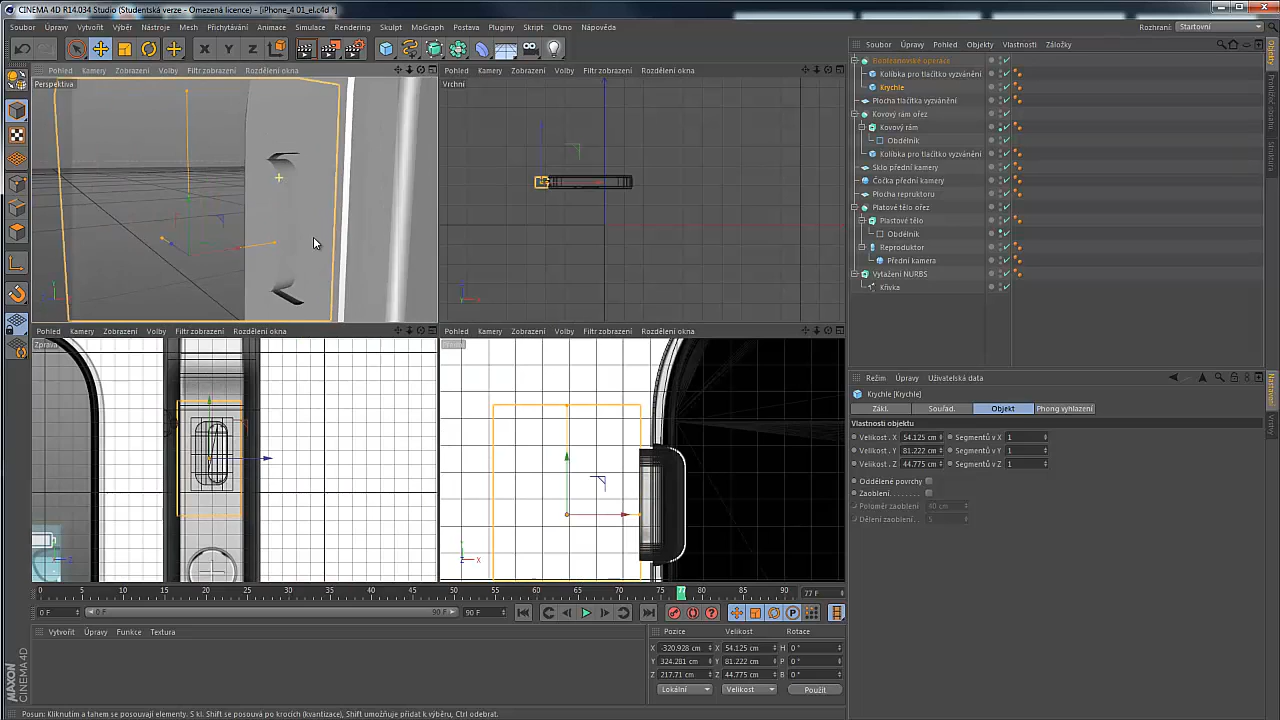 CINEMA 4D R14.034 Studio (Studentská verze - Omezená licence) - [iPhone_4 01_el.c4d *]
Soubor Úpravy Vytvořit Výběr Nástroje Mesh Přichytávání Animace Simulace Rendering Skulpt MoGraph Postava Pluginy Skript Okno Nápověda
Rozhraní: Startovní
X Y Z
Soubor Úpravy Pohled Objekty Vlastnosti Záložky
Booleanovské operace
Kolíbka pro tlačítko vyzvánění
Krychle
Plocha tlačítka vyzvánění
Kovový rám ořez
Kovový rám
Obdélník
Kolíbka pro tlačítko vyzvánění
Sklo přední kamery
Čočka přední kamery
Plocha repruktoru
Platové tělo ořez
Plastové tělo
Obdélník
Reproduktor
Přední kamera
Vytažení NURBS
Křivka
Pohled Kamery Zobrazení Volby Filtr zobrazení Rozdělení okna
Perspektiva
Pohled Kamery Zobrazení Volby Filtr zobrazení Rozdělení okna
Vrchní
Pohled Kamery Zobrazení Volby Filtr zobrazení Rozdělení okna
Zprava
Pohled Kamery Zobrazení Volby Filtr zobrazení Rozdělení okna
Režim Úpravy Uživatelská data
Krychle [Krychle]
Zákl. Souřad. Objekt Phong vyhlazení
Vlastnosti objektu
Velikost . X 54.125 cm Segmentů v X 1
Velikost . Y 81.222 cm Segmentů v Y 1
Velikost . Z 44.775 cm Segmentů v Z 1
Oddělené povrchy
Zaoblení. . . . . . . .
Poloměr zaoblení 40 cm
Dělení zaoblení. . 5
0 5 10 15 20 25 30 35 40 45 50 55 60 65 70 77 75 80 85 90 77 F
0 F 0 F 90 F 90 F
Vytvořit Úpravy Funkce Textura
Pozice Velikost Rotace
X -320.928 cm X 54.125 cm H 0 °
Y 324.281 cm Y 81.222 cm P 0 °
Z 217.71 cm Z 44.775 cm B 0 °
Lokální Velikost Použít
MAXON
CINEMA 4D
Posun: Kliknutím a tahem se posouvají elementy. S kl. Shift se posouva po krocích (kvantizace), Shift umožňuje přidat k výběru, Ctrl odebrat.